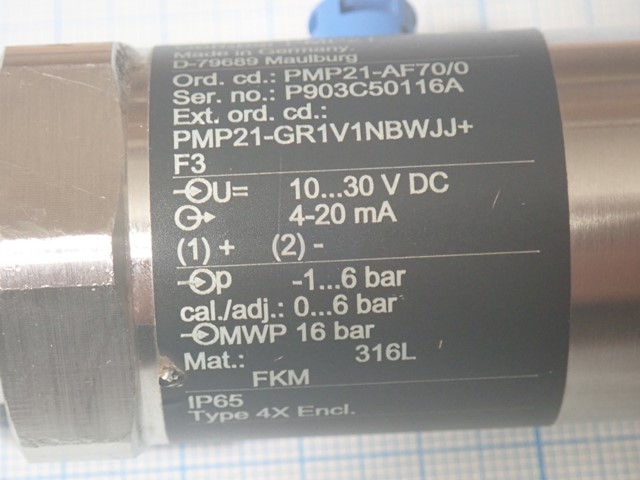 Made in Germany.
D-79689 Maulburg
Ord. cd.: PMP21-AF70/0
Ser. no.: P903C50116A
Ext. ord. cd.:
PMP21-GR1V1NBWJJ+
F3
U= 10...30 V DC
4-20 mA
(1) + (2) -
p -1...6 bar
cal./adj.: 0...6 bar
MWP 16 bar
Mat.: 316L
FKM
IP65
Type 4X Encl.